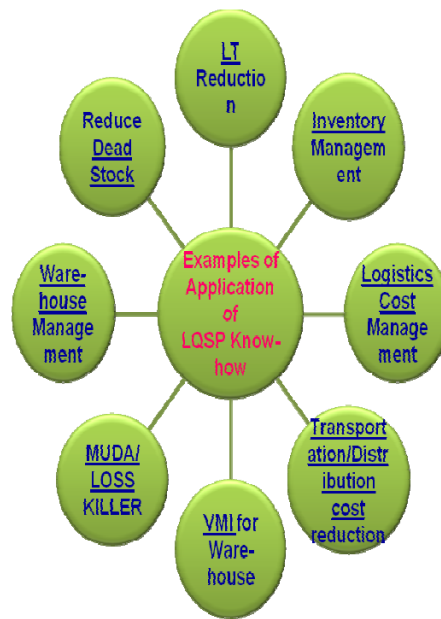 LT
Reductio
n
Inventory
Managem
ent
Logistics
Cost
Manage-
ment
Transport
ation/Distr
ibution
cost
reduction
VMI for
Ware-
house
MUDA/
LOSS
KILLER
Ware-
house
Manage
ment
Reduce
Dead
Stock
Examples of
Application
of
LQSP Know-
how